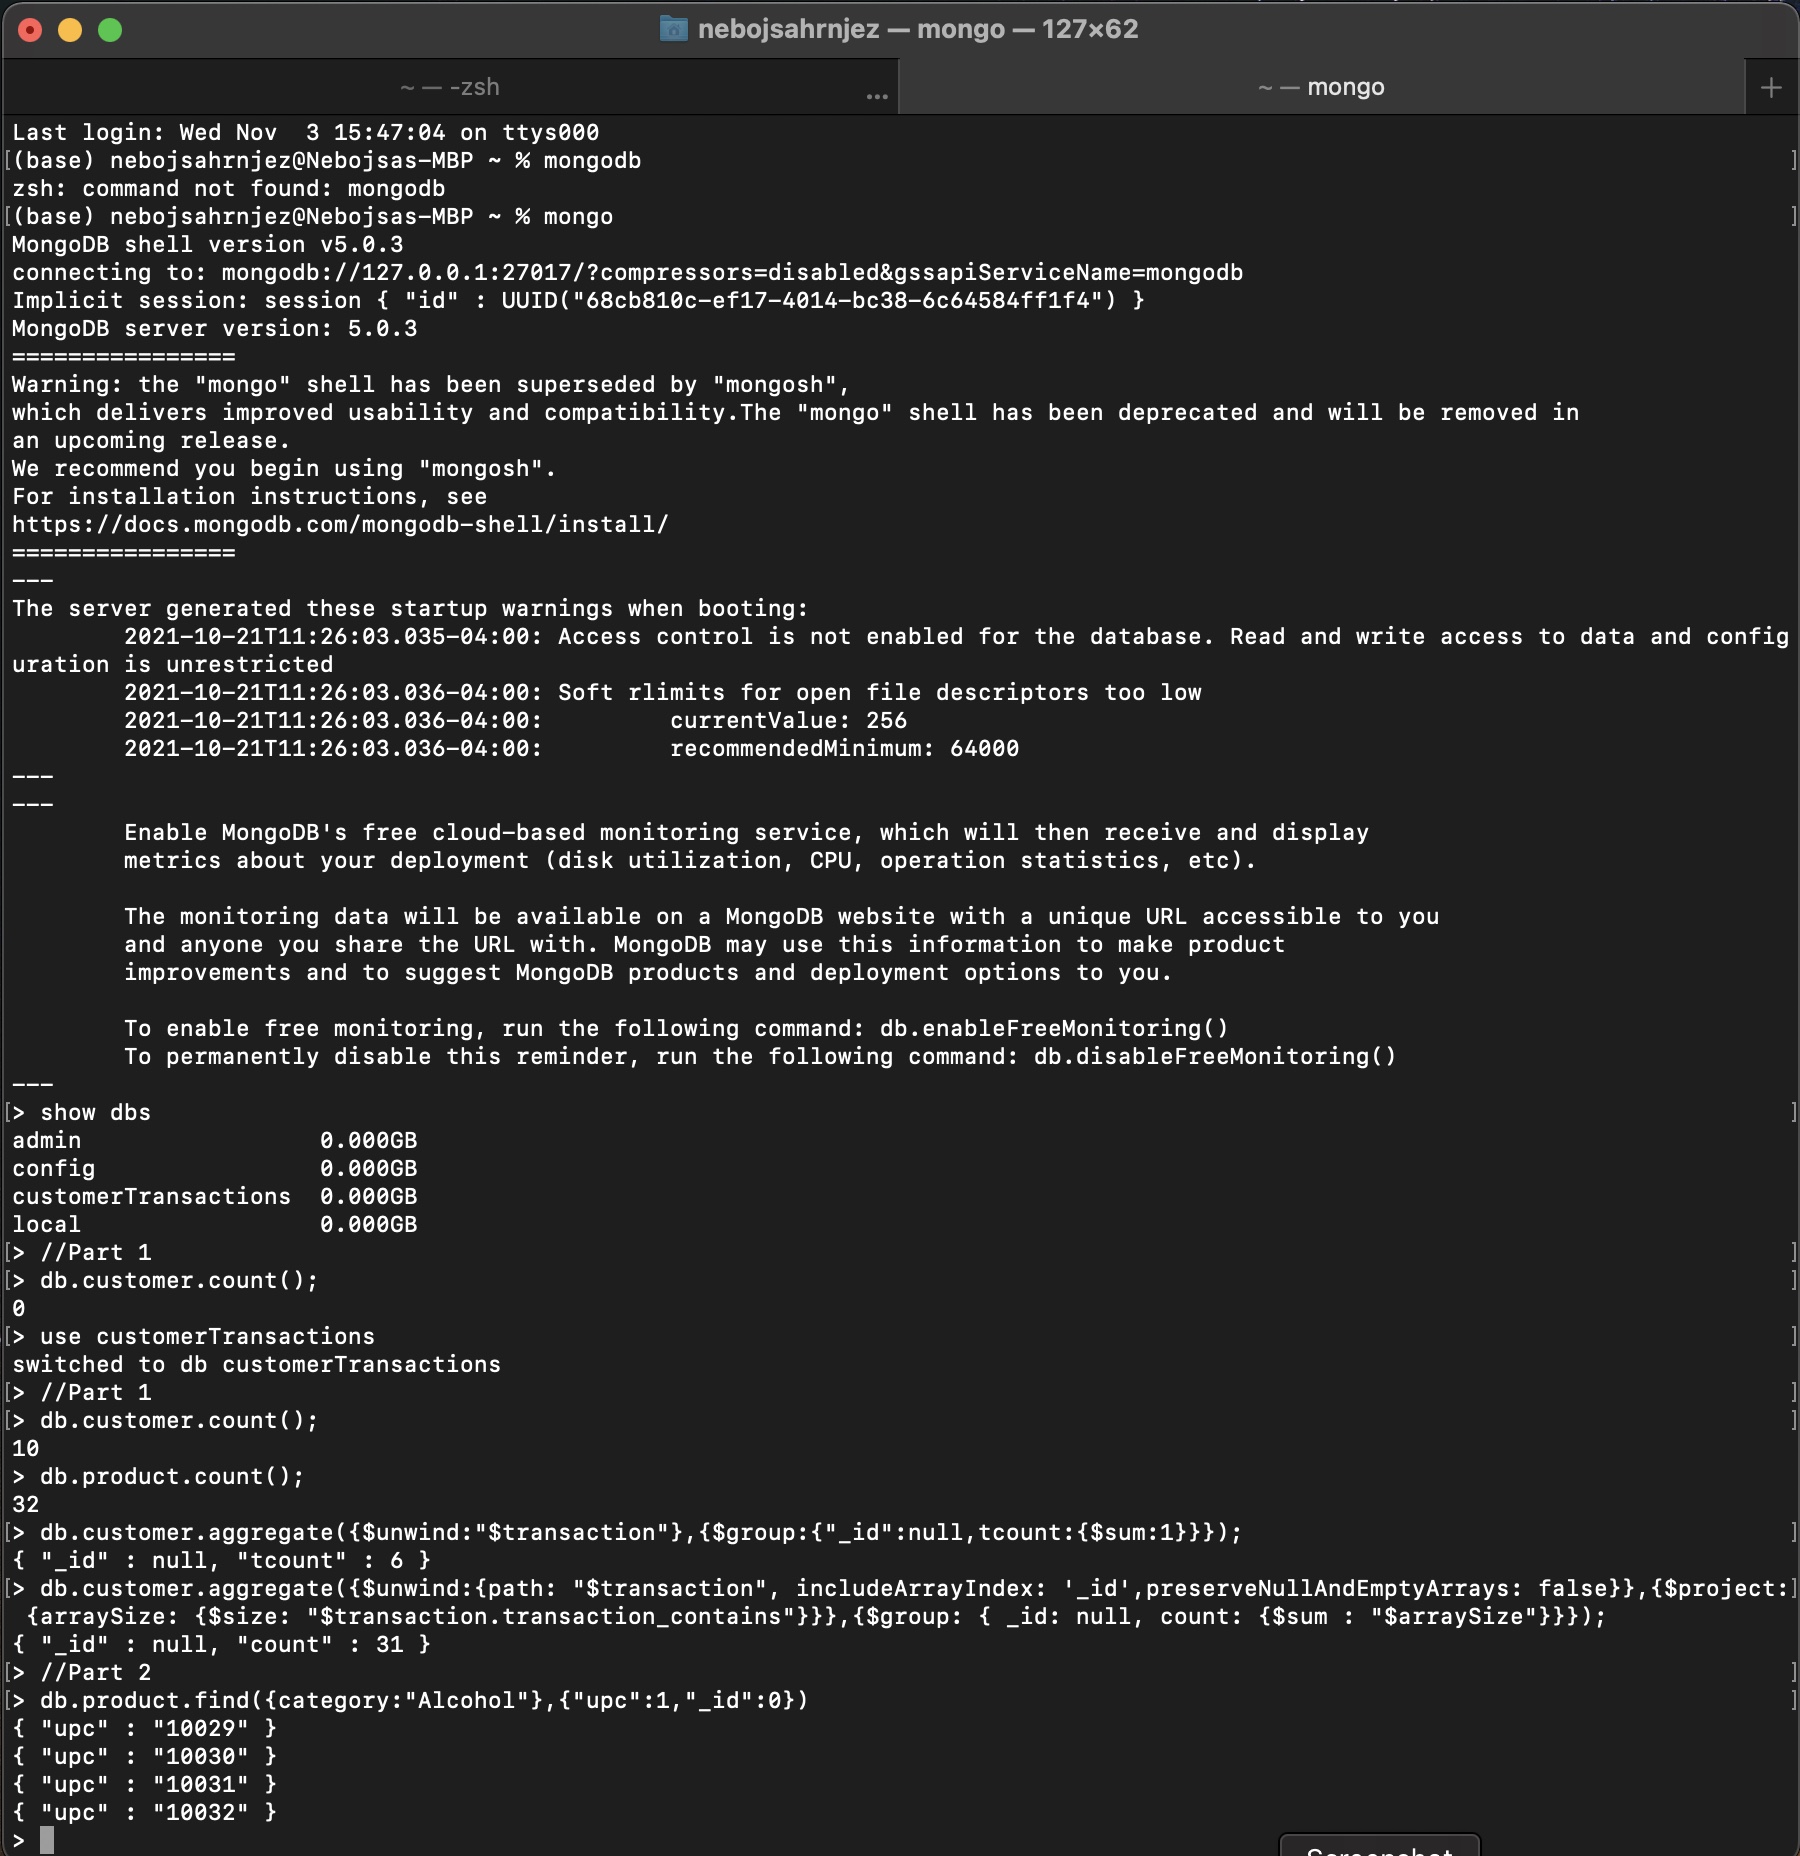 nebojsahrnjez — mongo — 127×62
~ — -zsh
...
~ — mongo
+
Last login: Wed Nov  3 15:47:04 on ttys000
[(base) nebojsahrnjez@Nebojsas-MBP ~ % mongodb ]
zsh: command not found: mongodb
[(base) nebojsahrnjez@Nebojsas-MBP ~ % mongo ]
MongoDB shell version v5.0.3
connecting to: mongodb://127.0.0.1:27017/?compressors=disabled&gssapiServiceName=mongodb
Implicit session: session { "id" : UUID("68cb810c-ef17-4014-bc38-6c64584ff1f4") }
MongoDB server version: 5.0.3
================
Warning: the "mongo" shell has been superseded by "mongosh",
which delivers improved usability and compatibility.The "mongo" shell has been deprecated and will be removed in
an upcoming release.
We recommend you begin using "mongosh".
For installation instructions, see
https://docs.mongodb.com/mongodb-shell/install/
================
---
The server generated these startup warnings when booting:
        2021-10-21T11:26:03.035-04:00: Access control is not enabled for the database. Read and write access to data and config
uration is unrestricted
        2021-10-21T11:26:03.036-04:00: Soft rlimits for open file descriptors too low
        2021-10-21T11:26:03.036-04:00:         currentValue: 256
        2021-10-21T11:26:03.036-04:00:         recommendedMinimum: 64000
---
---
        Enable MongoDB's free cloud-based monitoring service, which will then receive and display
        metrics about your deployment (disk utilization, CPU, operation statistics, etc).
        The monitoring data will be available on a MongoDB website with a unique URL accessible to you
        and anyone you share the URL with. MongoDB may use this information to make product
        improvements and to suggest MongoDB products and deployment options to you.
        To enable free monitoring, run the following command: db.enableFreeMonitoring()
        To permanently disable this reminder, run the following command: db.disableFreeMonitoring()
---
[> show dbs ]
admin                 0.000GB
config                0.000GB
customerTransactions  0.000GB
local                 0.000GB
[> //Part 1 ]
[> db.customer.count(); ]
0
[> use customerTransactions ]
switched to db customerTransactions
[> //Part 1 ]
[> db.customer.count(); ]
10
> db.product.count();
32
[> db.customer.aggregate({$unwind:"$transaction"},{$group:{"_id":null,tcount:{$sum:1}}}); ]
{ "_id" : null, "tcount" : 6 }
[> db.customer.aggregate({$unwind:{path: "$transaction", includeArrayIndex: '_id',preserveNullAndEmptyArrays: false}},{$project:]
 {arraySize: {$size: "$transaction.transaction_contains"}}},{$group: { _id: null, count: {$sum : "$arraySize"}}});
{ "_id" : null, "count" : 31 }
[> //Part 2 ]
[> db.product.find({category:"Alcohol"},{"upc":1,"_id":0}) ]
{ "upc" : "10029" }
{ "upc" : "10030" }
{ "upc" : "10031" }
{ "upc" : "10032" }
>
Screenshot